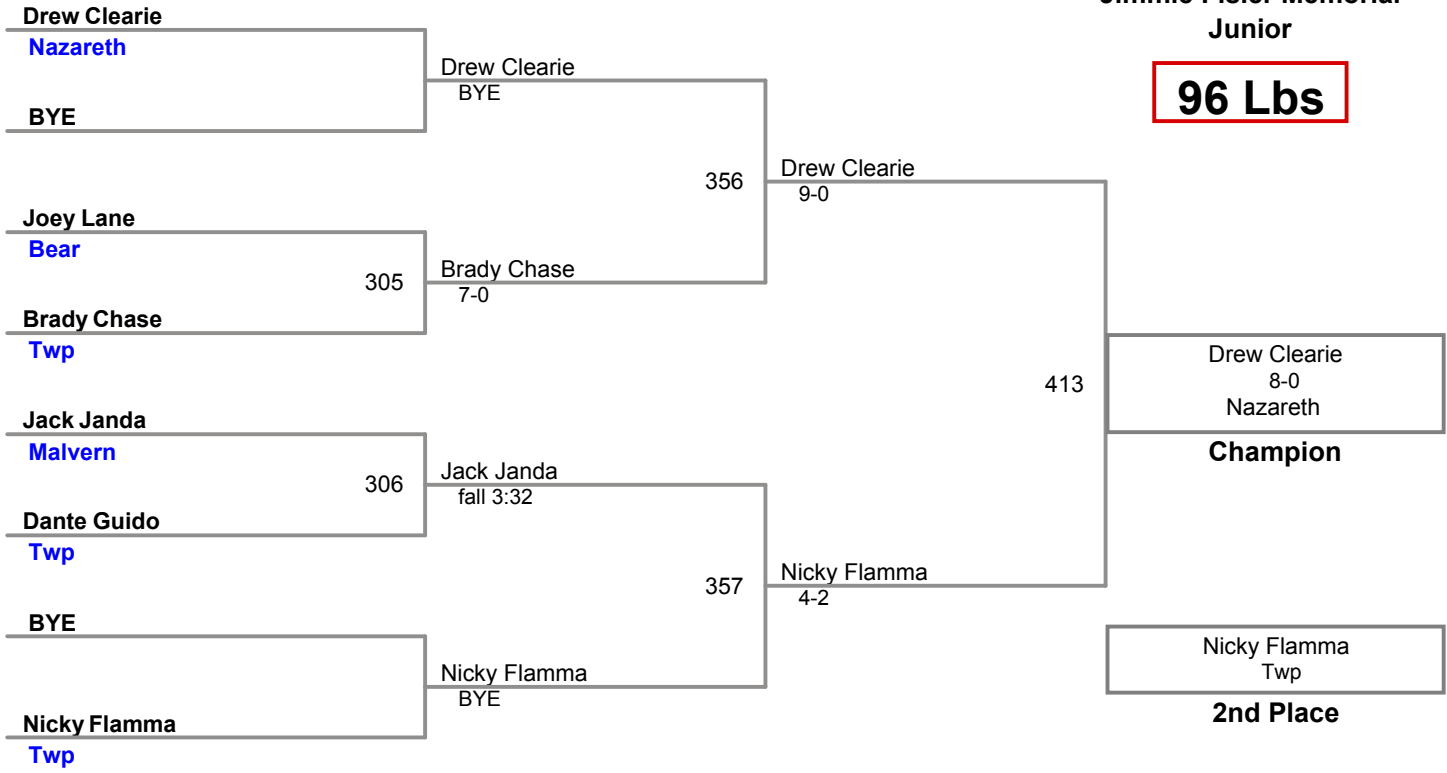 Jimmie Memorial
Junior
96 Lbs
Drew Clearie
Nazareth
BYE
Joey Lane
Bear
305
Brady Chase
Twp
Jack Janda
Malvern
306
Dante Guido
Twp
BYE
Nicky Flamma
Twp
Drew Clearie
BYE
356
Brady Chase
7-0
Jack Janda
fall 3:32
357
Nicky Flamma
BYE
Drew Clearie
9-0
413
Nicky Flamma
4-2
Drew Clearie
8-0
Nazareth
Champion
Nicky Flamma
Twp
2nd Place